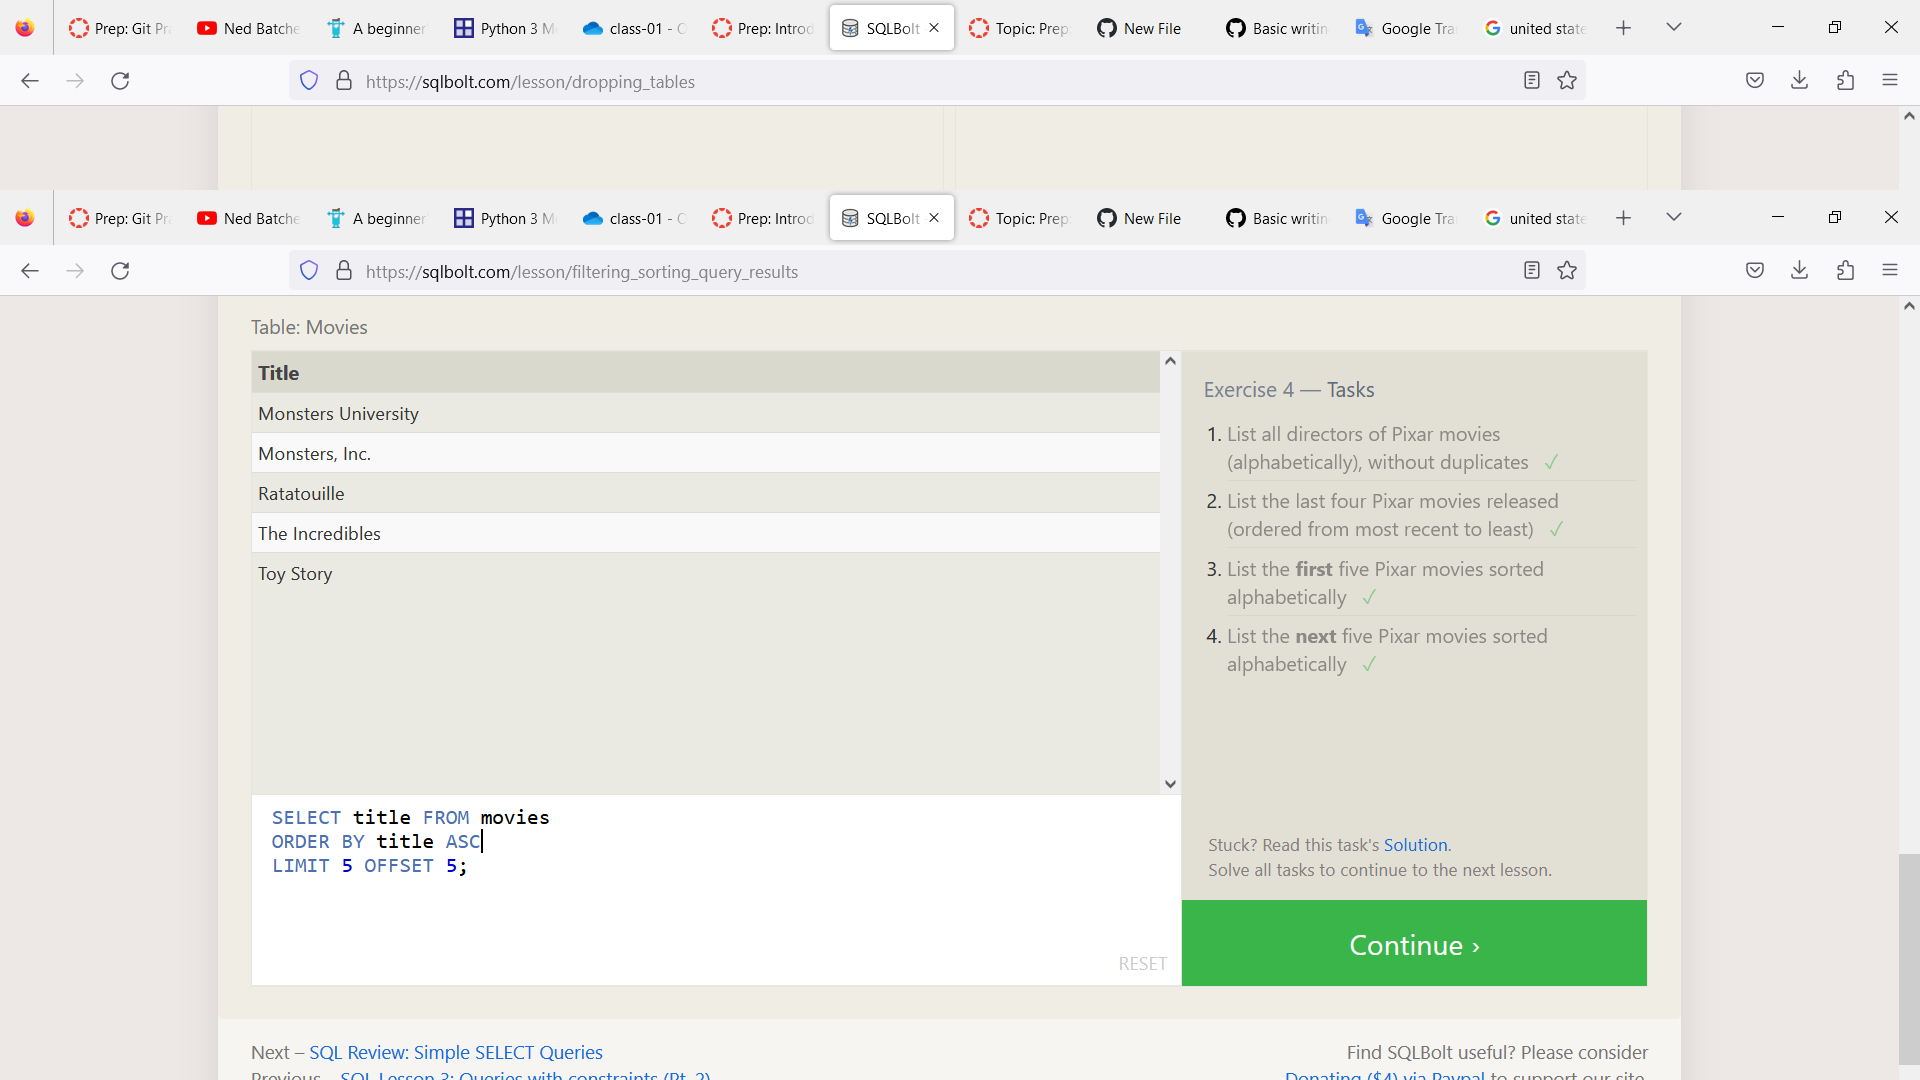 Prep: Git Pra
Ned Batche
A beginner
Python 3 M
class-01 - O
Prep: Introd
SQLBolt
Topic: Prep:
New File
Basic writin
Google Tra
united state
https://sqlbolt.com/lesson/dropping_tables
Prep: Git Pra
Ned Batche
A beginner
Python 3 M
class-01 - O
Prep: Introd
SQLBolt
Topic: Prep:
New File
Basic writin
Google Tra
united state
https://sqlbolt.com/lesson/filtering_sorting_query_results
Table: Movies
Title
Monsters University
Monsters, Inc.
Ratatouille
The Incredibles
Toy Story
SELECT title FROM movies
ORDER BY title ASC
LIMIT 5 OFFSET 5;
RESET
Exercise 4 — Tasks
1. List all directors of Pixar movies
(alphabetically), without duplicates ✓
2. List the last four Pixar movies released
(ordered from most recent to least) ✓
3. List the first five Pixar movies sorted
alphabetically ✓
4. List the next five Pixar movies sorted
alphabetically ✓
Stuck? Read this task's Solution.
Solve all tasks to continue to the next lesson.
Continue ›
Next – SQL Review: Simple SELECT Queries
Previous – SQL Lesson 3: Queries with constraints (Pt. 2)
Find SQLBolt useful? Please consider
Donating ($4) via Paypal to support our site.